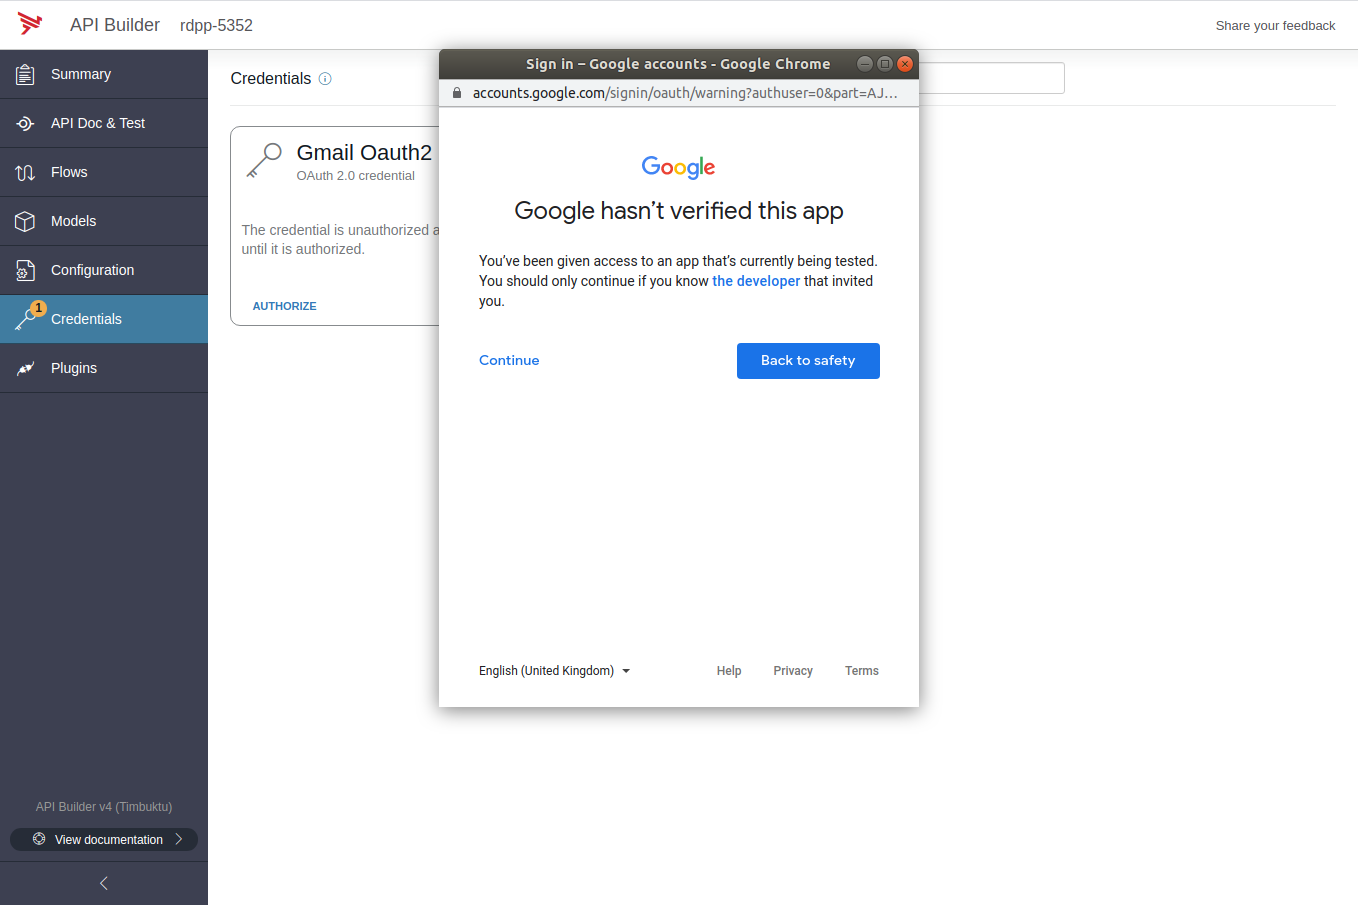 API Builder rdpp-5352
Share your feedback
Summary
API Doc & Test
Flows
Models
Configuration
1
Credentials
Plugins
API Builder v4 (Timbuktu)
View documentation
Credentials
Gmail Oauth2
OAuth 2.0 credential
The credential is unauthorized
until it is authorized.
AUTHORIZE
Sign in – Google accounts - Google Chrome
accounts.google.com/signin/oauth/warning?authuser=0&part=AJ...
Google
Google hasn't verified this app
You've been given access to an app that's currently being tested.
You should only continue if you know the developer that invited
you.
Continue
Back to safety
English (United Kingdom)
Help Privacy Terms